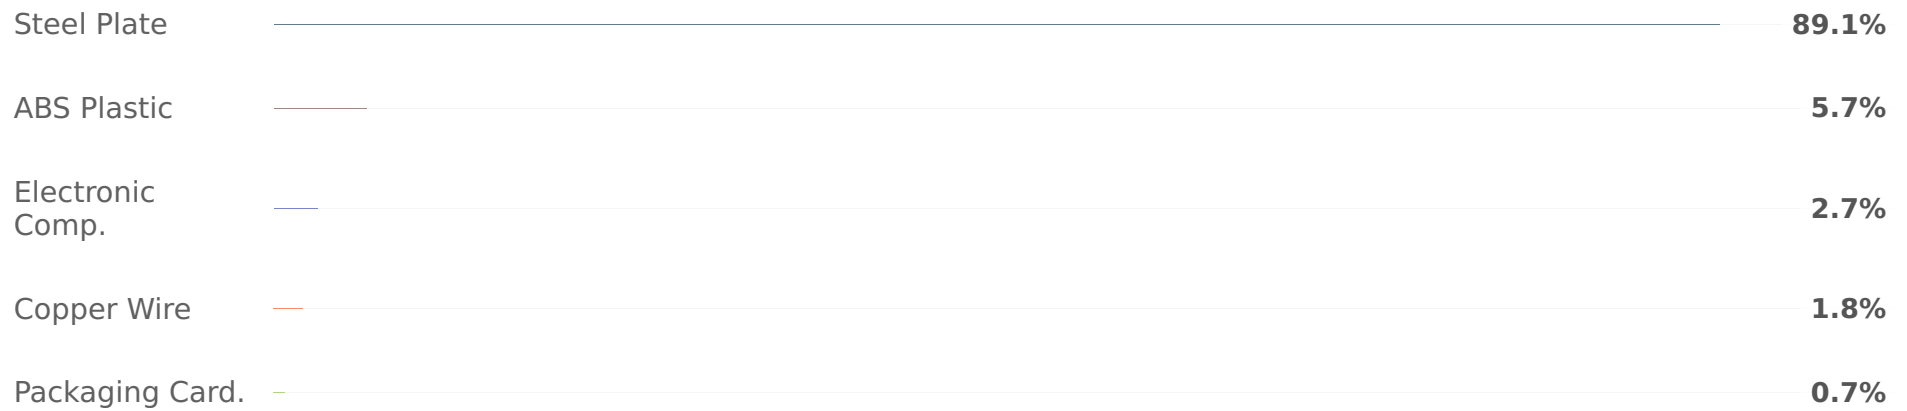 Steel Plate 89.1%
ABS Plastic 5.7%
Electronic
Comp. 2.7%
Copper Wire 1.8%
Packaging Card. 0.7%